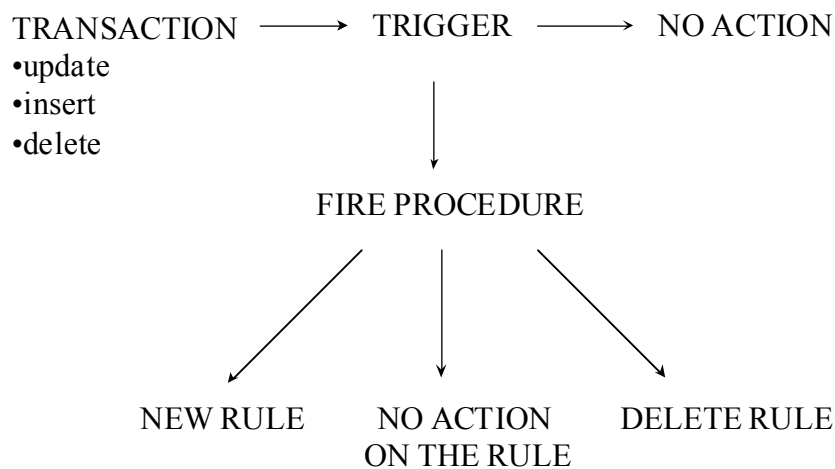 TRANSACTION
TRIGGER
NO ACTION
•update
•insert
•delete
FIRE PROCEDURE
NEW RULE
NO ACTION
ON THE RULE
DELETE RULE